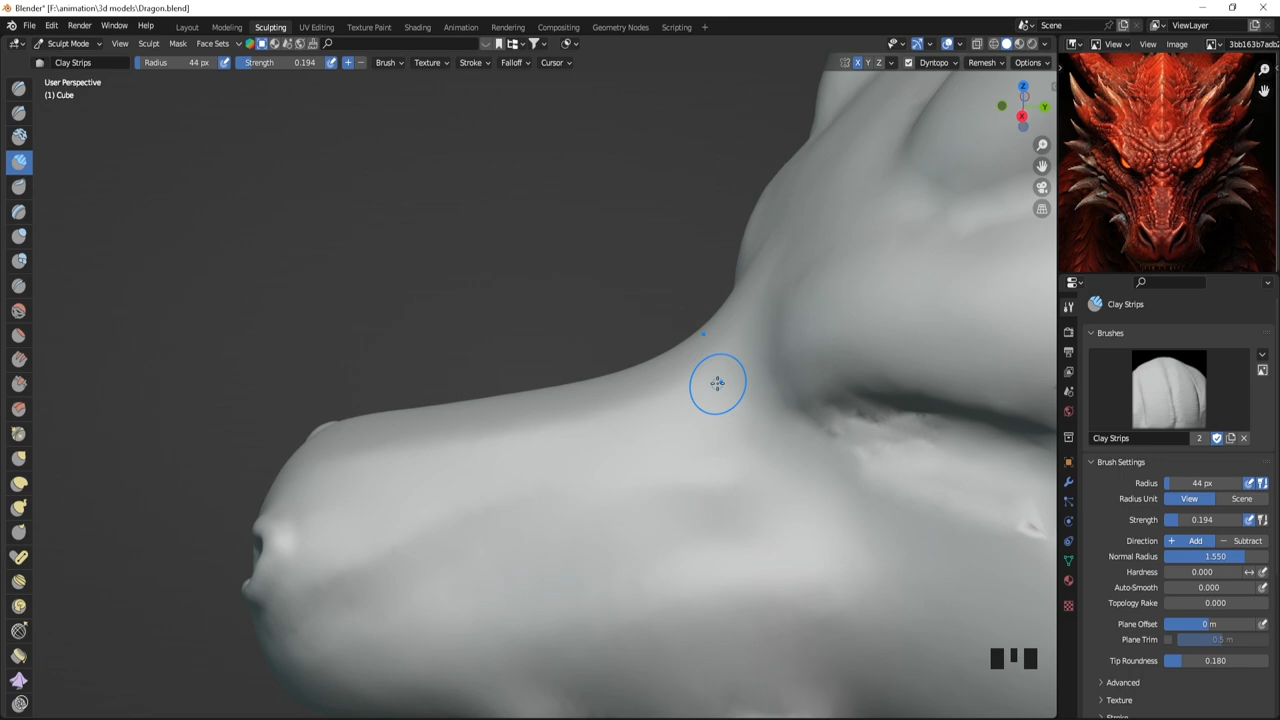 Blender* [F:\animation\3d models\Dragon.blend]
File Edit Render Window Help Layout Modeling Sculpting UV Editing Texture Paint Shading Animation Rendering Compositing Geometry Nodes Scripting + Scene ViewLayer
Sculpt Mode View Sculpt Mask Face Sets View View Image 3bb163b7adb2
Clay Strips Radius 44 px Strength 0.194 Brush Texture Stroke Falloff Cursor X Y Z Dyntopo Remesh Options
User Perspective
(1) Cube
Z
Y
X
Clay Strips
Brushes
Clay Strips 2
Brush Settings
Radius 44 px
Radius Unit View Scene
Strength 0.194
Direction + Add − Subtract
Normal Radius 1.550
Hardness 0.000
Auto-Smooth 0.000
Topology Rake 0.000
Plane Offset 0 m
Plane Trim 0.5 m
Tip Roundness 0.180
Advanced
Texture
Stroke